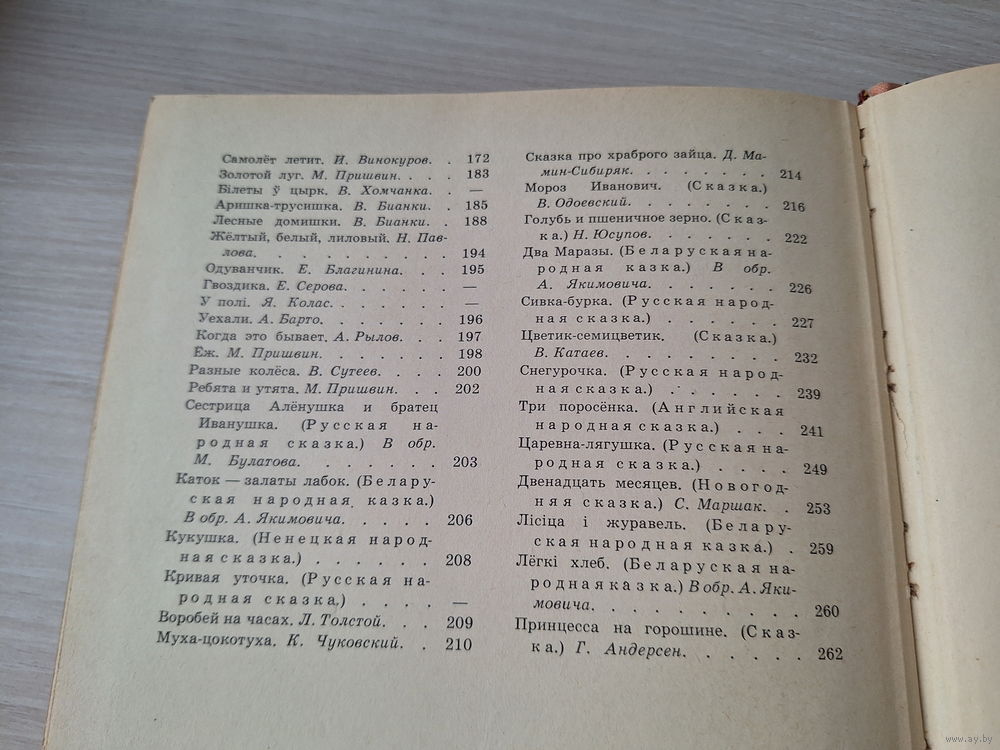 Самолёт летит. И. Винокуров. . 172
Золотой луг. М. Пришвин. . . . 183
Білеты ў цырк. В. Хомчанка. . —
Аришка-трусишка. В. Бианки. . 185
Лесные домишки. В. Бианки. . 188
Жёлтый, белый, лиловый. Н. Пав-
лова. . . . . . . . . . . 194
Одуванчик. Е. Благинина. . . 195
Гвоздика. Е. Серова. . . . . . —
У полі. Я. Колас. . . . . . . —
Уехали. А. Барто. . . . . . . 196
Когда это бывает. А. Рылов. . . 197
Ёж. М. Пришвин. . . . . . . 198
Разные колёса. В. Сутеев. . . . 200
Ребята и утята. М. Пришвин. . . 202
Сестрица Алёнушка и братец
Иванушка. (Русская на-
родная сказка.) В обр.
М. Булатова. . . . . . . 203
Каток — залаты лабок. (Белару-
ская народная казка.)
В обр. А. Якимовича. . . . . 206
Кукушка. (Ненецкая народ-
ная сказка.) . . . . . . 208
Кривая уточка. (Русская на-
родная сказка.) . . . . —
Воробей на часах. Л. Толстой. . . 209
Муха-цокотуха. К. Чуковский. . . 210
Сказка про храброго зайца. Д. Ма-
мин-Сибиряк. . . . . . . . 214
Мороз Иванович. (Сказка.)
В. Одоевский. . . . . . . . 216
Голубь и пшеничное зерно. (Сказ-
ка.) Н. Юсупов. . . . . . . 222
Два Маразы. (Беларуская на-
родная казка.) В обр.
А. Якимовича. . . . . . . 226
Сивка-бурка. (Русская народ-
ная сказка.) . . . . . . 227
Цветик-семицветик. (Сказка.)
В. Катаев. . . . . . . . . 232
Снегурочка. (Русская народ-
ная сказка.) . . . . . . 239
Три поросёнка. (Английская
народная сказка.) . . . 241
Царевна-лягушка. (Русская на-
родная сказка.) . . . . 249
Двенадцать месяцев. (Новогод-
няя сказка.) С. Маршак. . 253
Лісіца і журавель. (Белару-
ская народная казка.) . 259
Лёгкі хлеб. (Беларуская на-
родная казка.) В обр. А. Яки-
мовича. . . . . . . . . . 260
Принцесса на горошине. (Сказ-
ка.) Г. Андерсен. . . . . . 262
www.ay.by